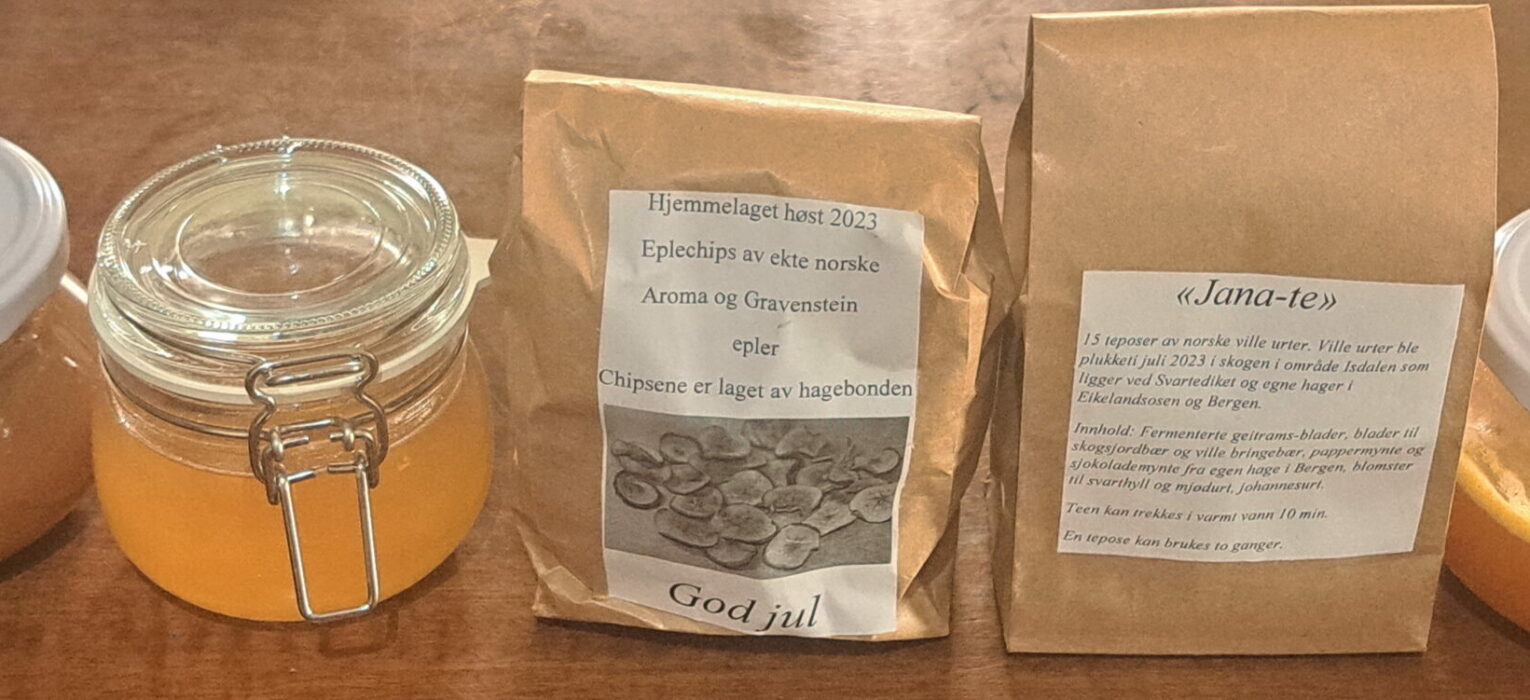 Hjemmelaget høst 2023
Eplechips av ekte norske
Aroma og Gravenstein
epler
Chipsene er laget av hagebonden
God jul
«Jana-te»
15 teposer av norske ville urter. Ville urter ble
plukketi juli 2023 i skogen i område Isdalen som
ligger ved Svartediket og egne hager i
Eikelandsosen og Bergen.
Innhold: Fermenterte geitrams-blader, blader til
skogsjordbær og ville bringebær, pappermynte og
sjokolademynte fra egen hage i Bergen, blomster
til svarthyll og mjødurt, johannesurt.
Teen kan trekkes i varmt vann 10 min.
En tepose kan brukes to ganger.